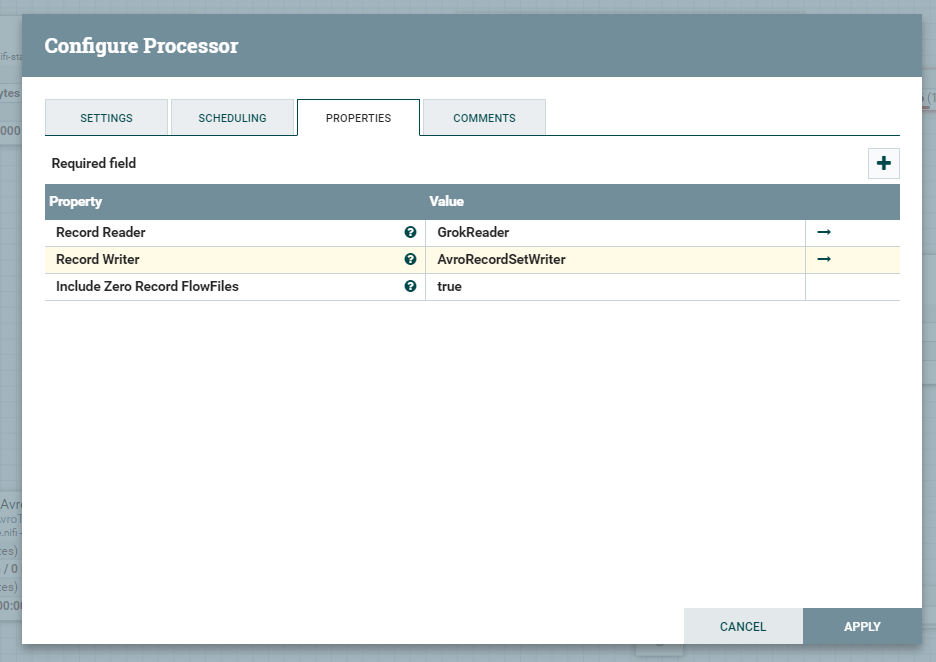 Configure Processor
SETTINGS SCHEDULING PROPERTIES COMMENTS
Required field
Property Value
Record Reader GrokReader
Record Writer AvroRecordSetWriter
Include Zero Record FlowFiles true
CANCEL APPLY